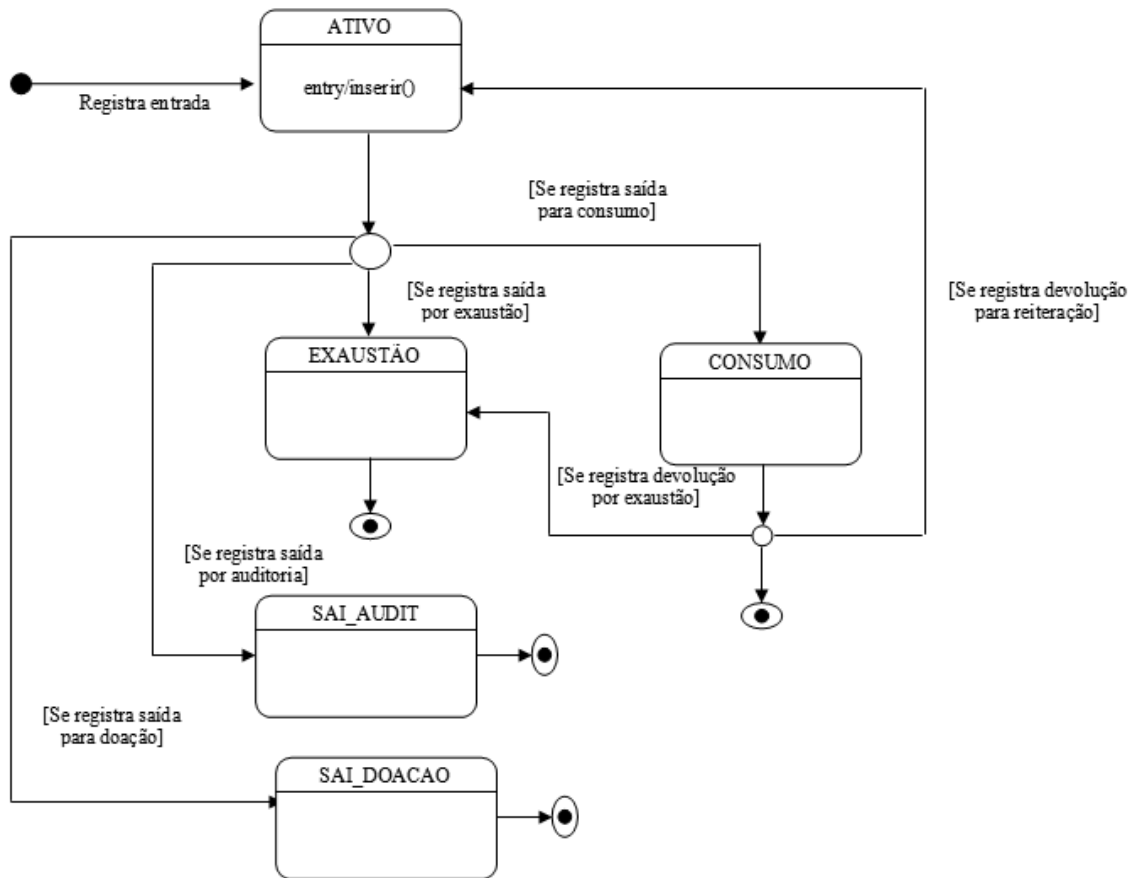 ATIVO
entry/inserir()
Registra entrada
[Se registra saída
para consumo]
[Se registra saída
por exaustão]
[Se registra devolução
para reiteração]
EXAUSTÃO
CONSUMO
[Se registra devolução
por exaustão]
[Se registra saída
por auditoria]
SAI_AUDIT
[Se registra saída
para doação]
SAI_DOACAO